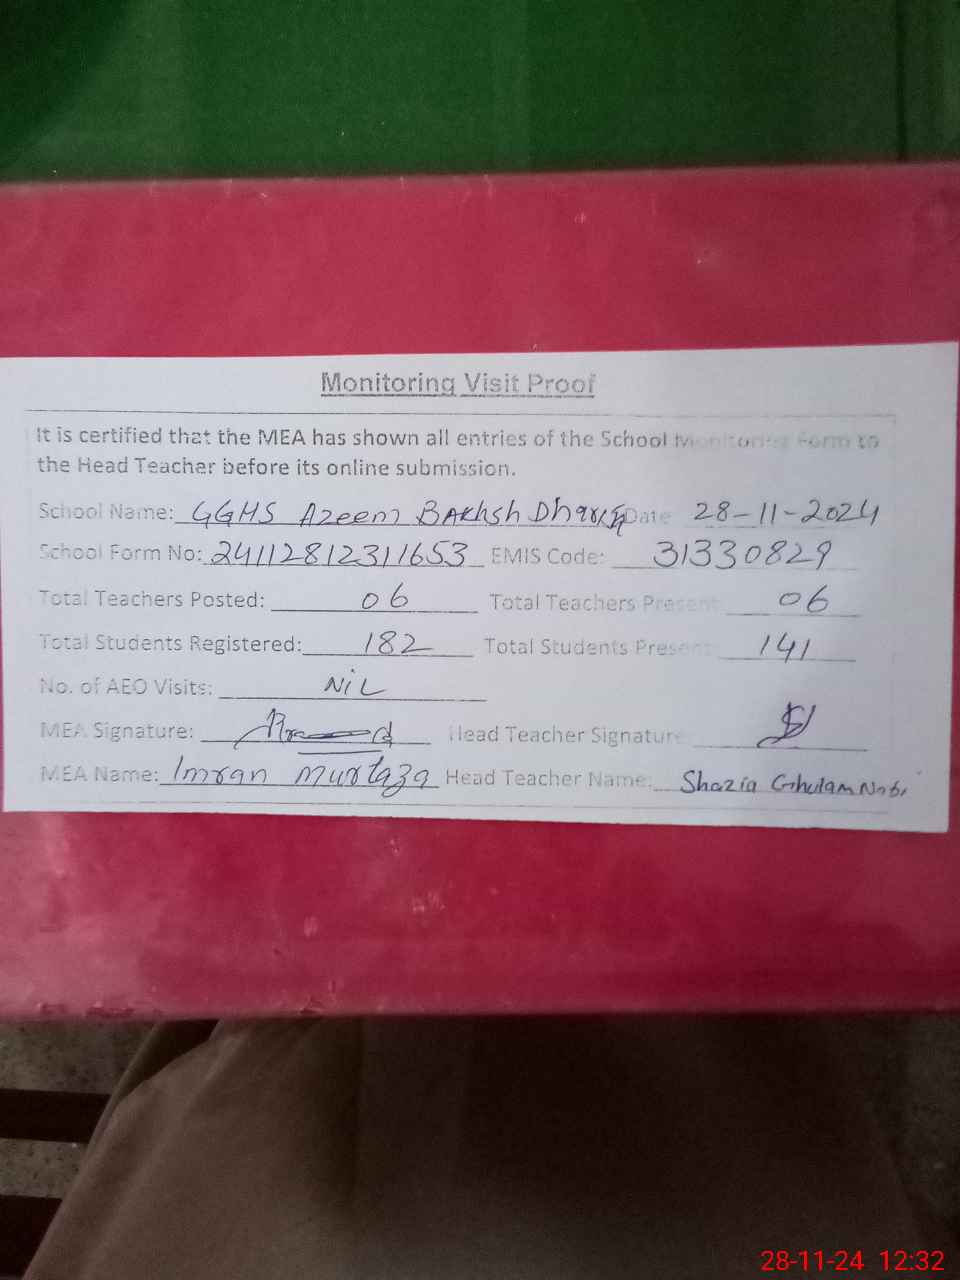 Monitoring Visit Proof
It is certified that the MEA has shown all entries of the School Monitoring Form to
the Head Teacher before its online submission.
School Name: GGHS Azeem Bakhsh Date 28-11-2024
School Form No: 24112812311653 EMIS Code: 31330829
Total Teachers Posted: 06 Total Teachers Present: 06
Total Students Registered: 182 Total Students Present: 141
No. of AEO Visits: NiL
MEA Signature: Head Teacher Signature:
MEA Name: Imran murtaza Head Teacher Name: Shazia Ghulam Nabi
28-11-24 12:32